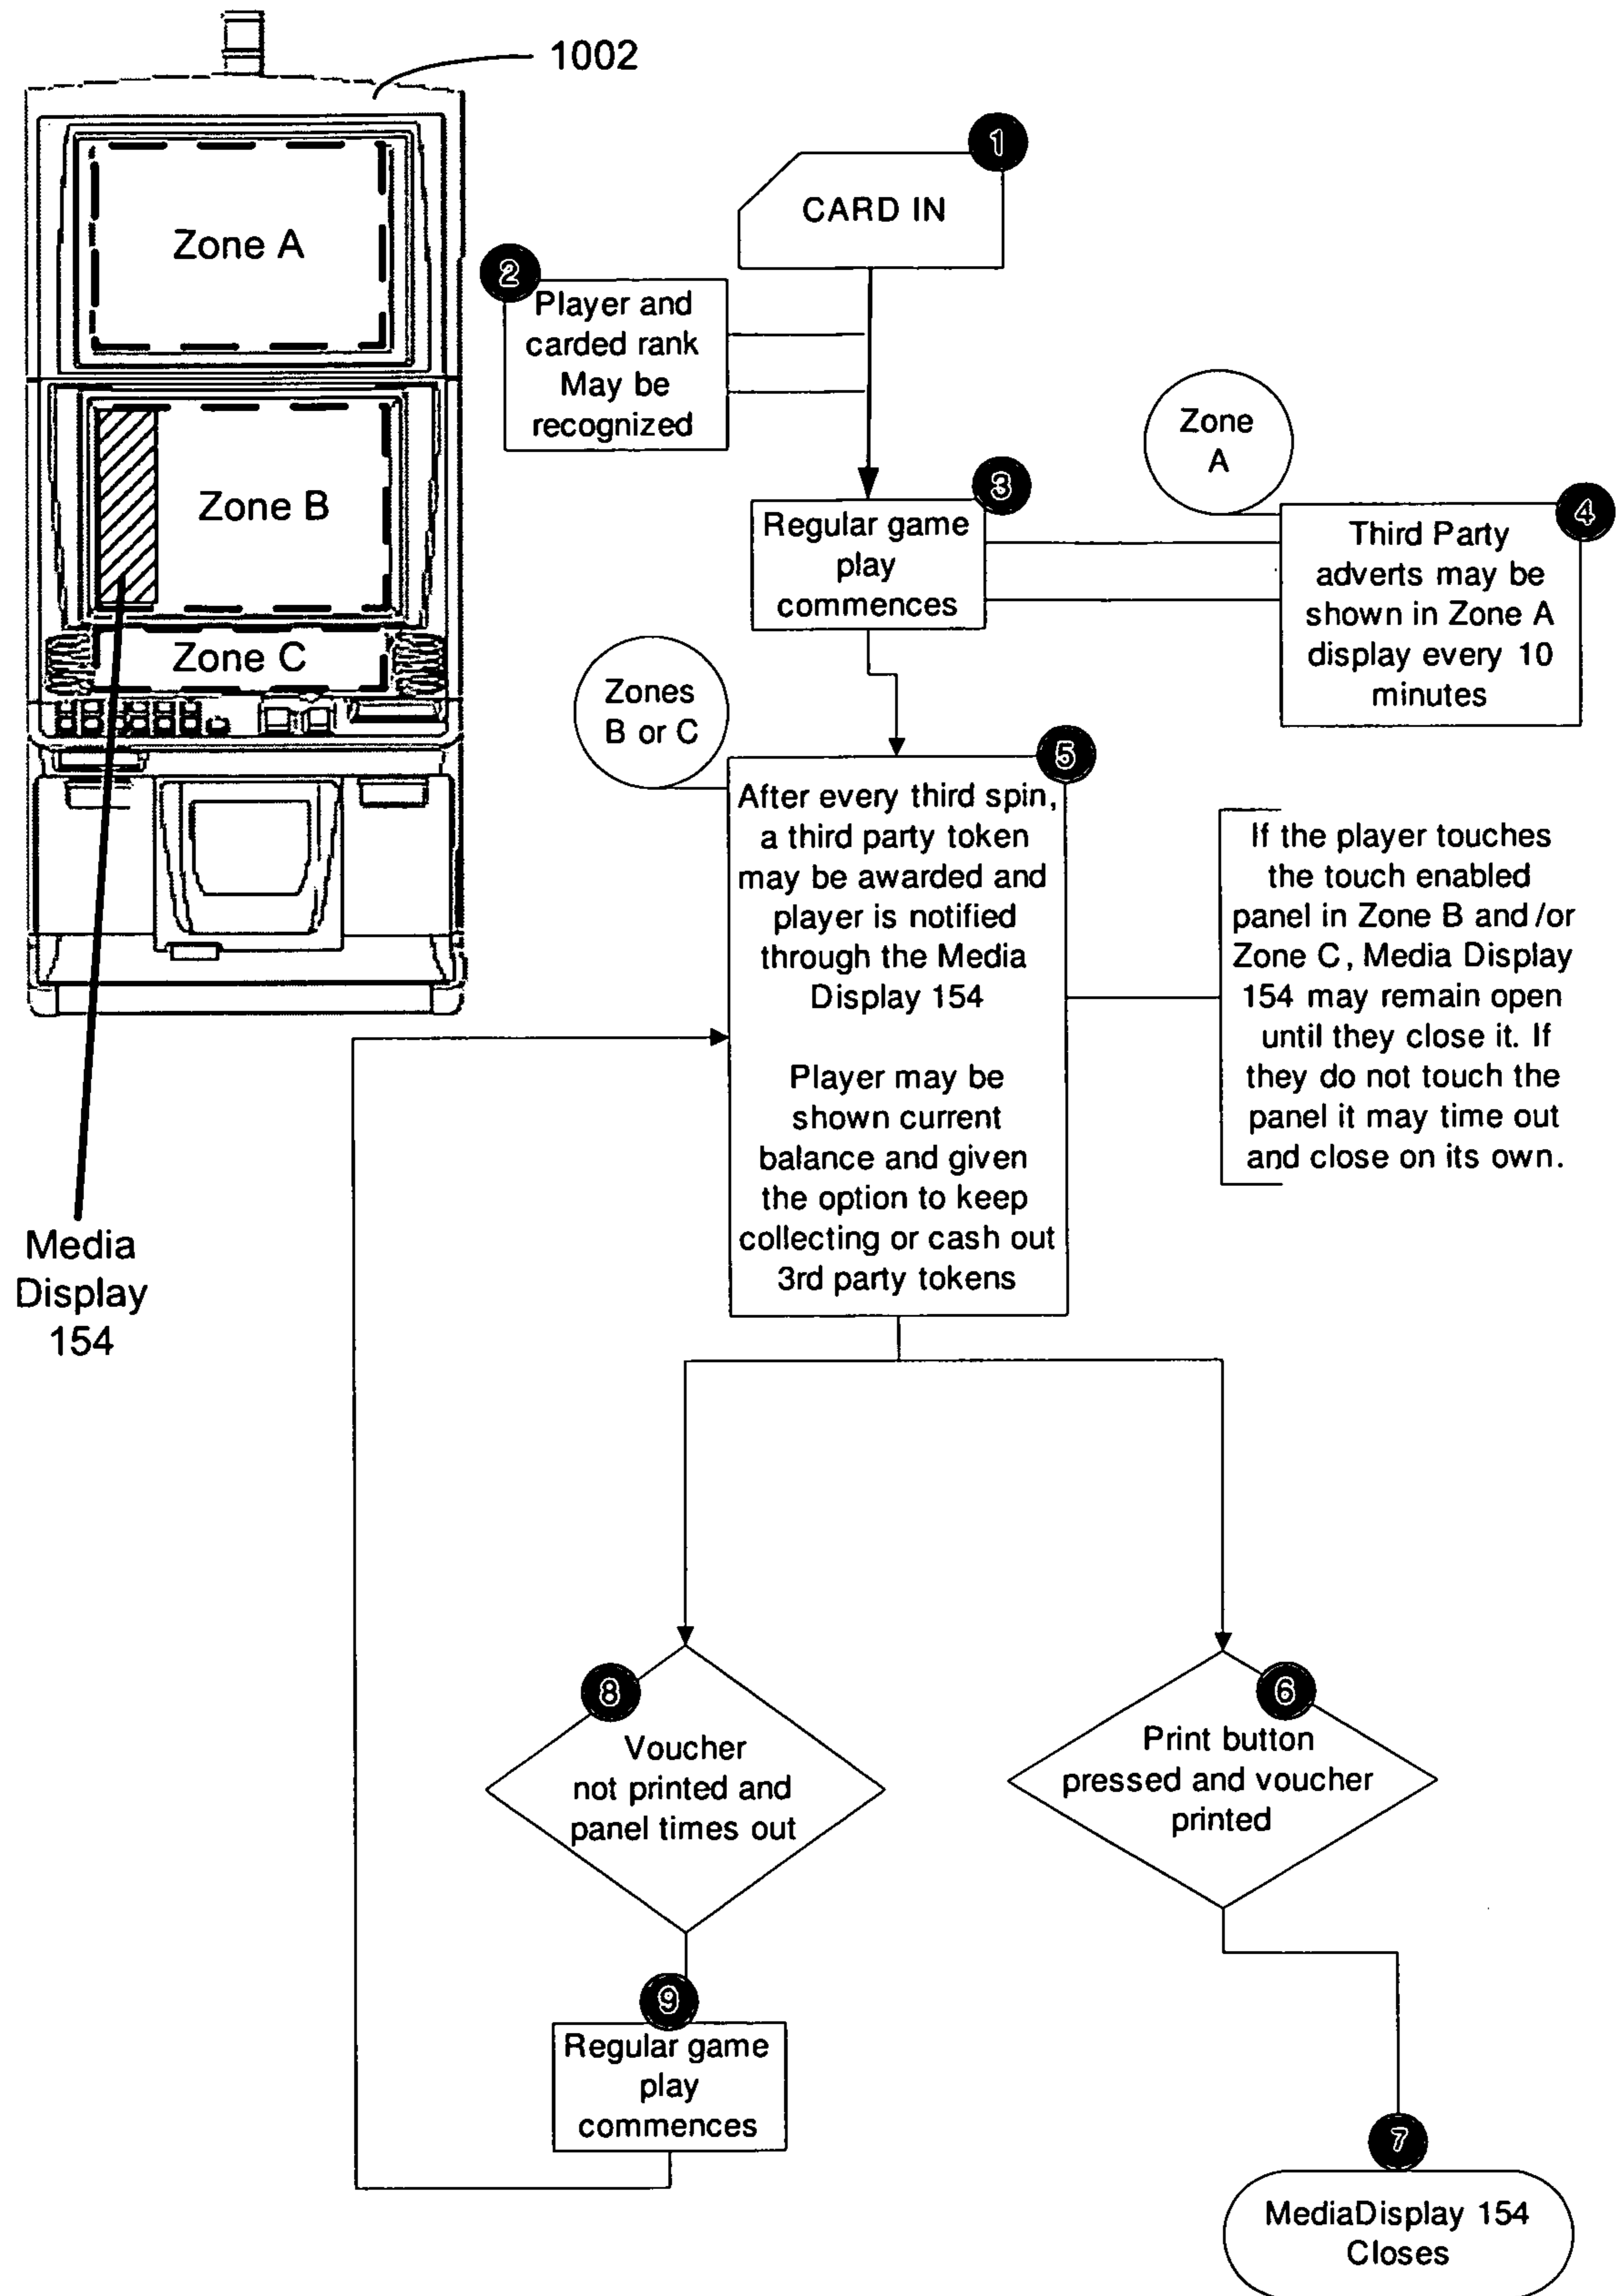 1002
Zone A
Zone B
Zone C
Media
Display
154
1
CARD IN
2
Player and
carded rank
May be
recognized
3
Regular game
play
commences
Zone
A
4
Third Party
adverts may be
shown in Zone A
display every 10
minutes
Zones
B or C
5
After every third spin,
a third party token
may be awarded and
player is notified
through the Media
Display 154
Player may be
shown current
balance and given
the option to keep
collecting or cash out
3rd party tokens
If the player touches
the touch enabled
panel in Zone B and/or
Zone C, Media Display
154 may remain open
until they close it. If
they do not touch the
panel it may time out
and close on its own.
8
Voucher
not printed and
panel times out
6
Print button
pressed and voucher
printed
9
Regular game
play
commences
7
MediaDisplay 154
Closes